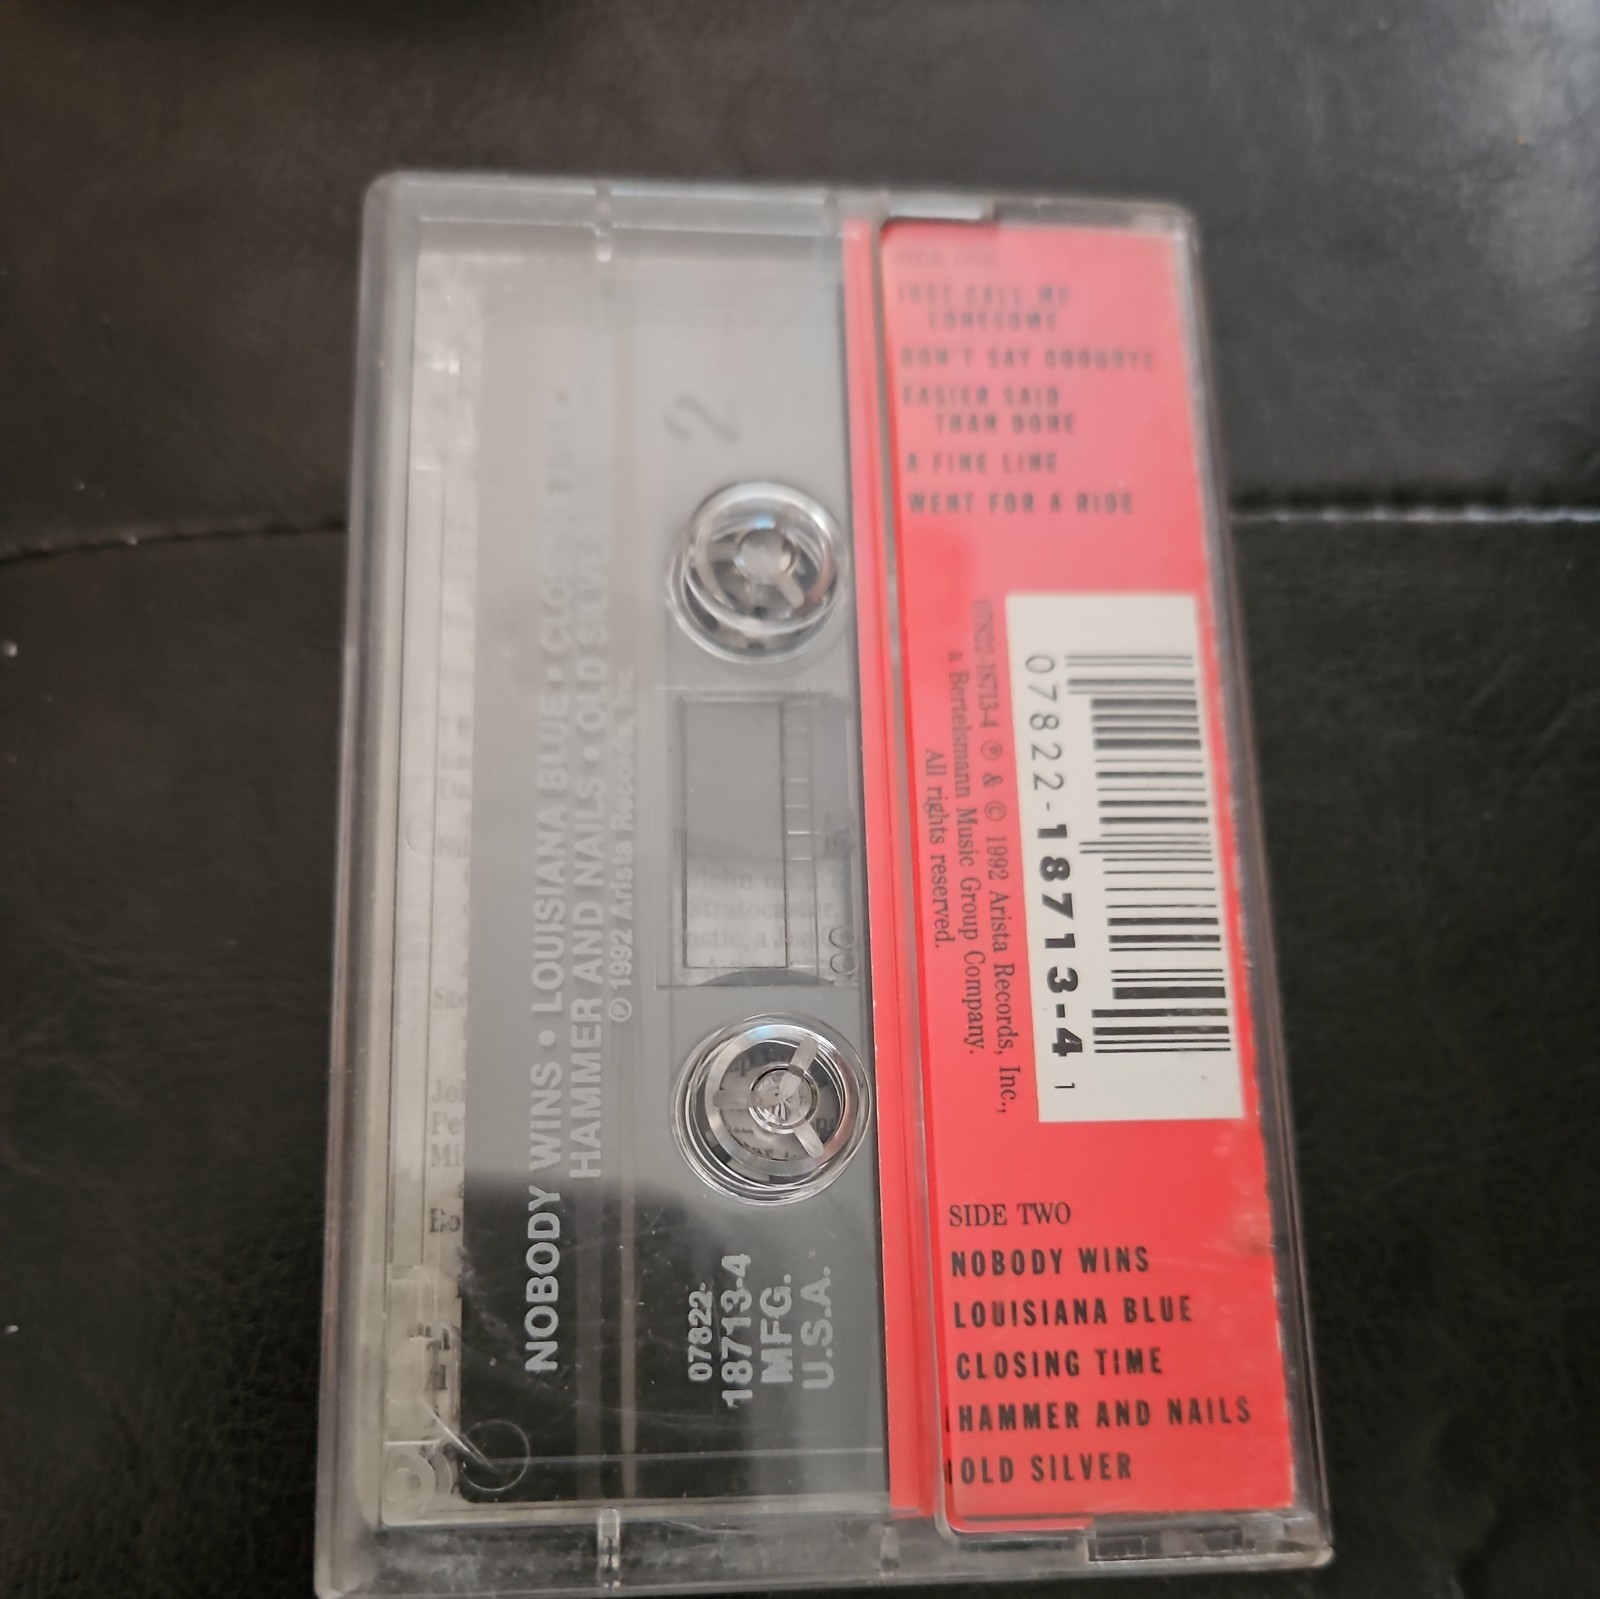 JUST CALL ME
LONESOME
DON'T SAY GOODBYE
EASIER SAID
THAN DONE
A FINE LINE
WENT FOR A RIDE
07822-18713-4 1
07822-18713-4 ℗ & © 1992 Arista Records, Inc.,
a Bertelsmann Music Group Company.
All rights reserved.
SIDE TWO
NOBODY WINS
LOUISIANA BLUE
CLOSING TIME
HAMMER AND NAILS
OLD SILVER
2
NOBODY WINS • LOUISIANA BLUE •
HAMMER AND NAILS • OLD SILVER
℗ 1992 Arista Records, Inc.
07822-
18713-4
MFG.
U.S.A.